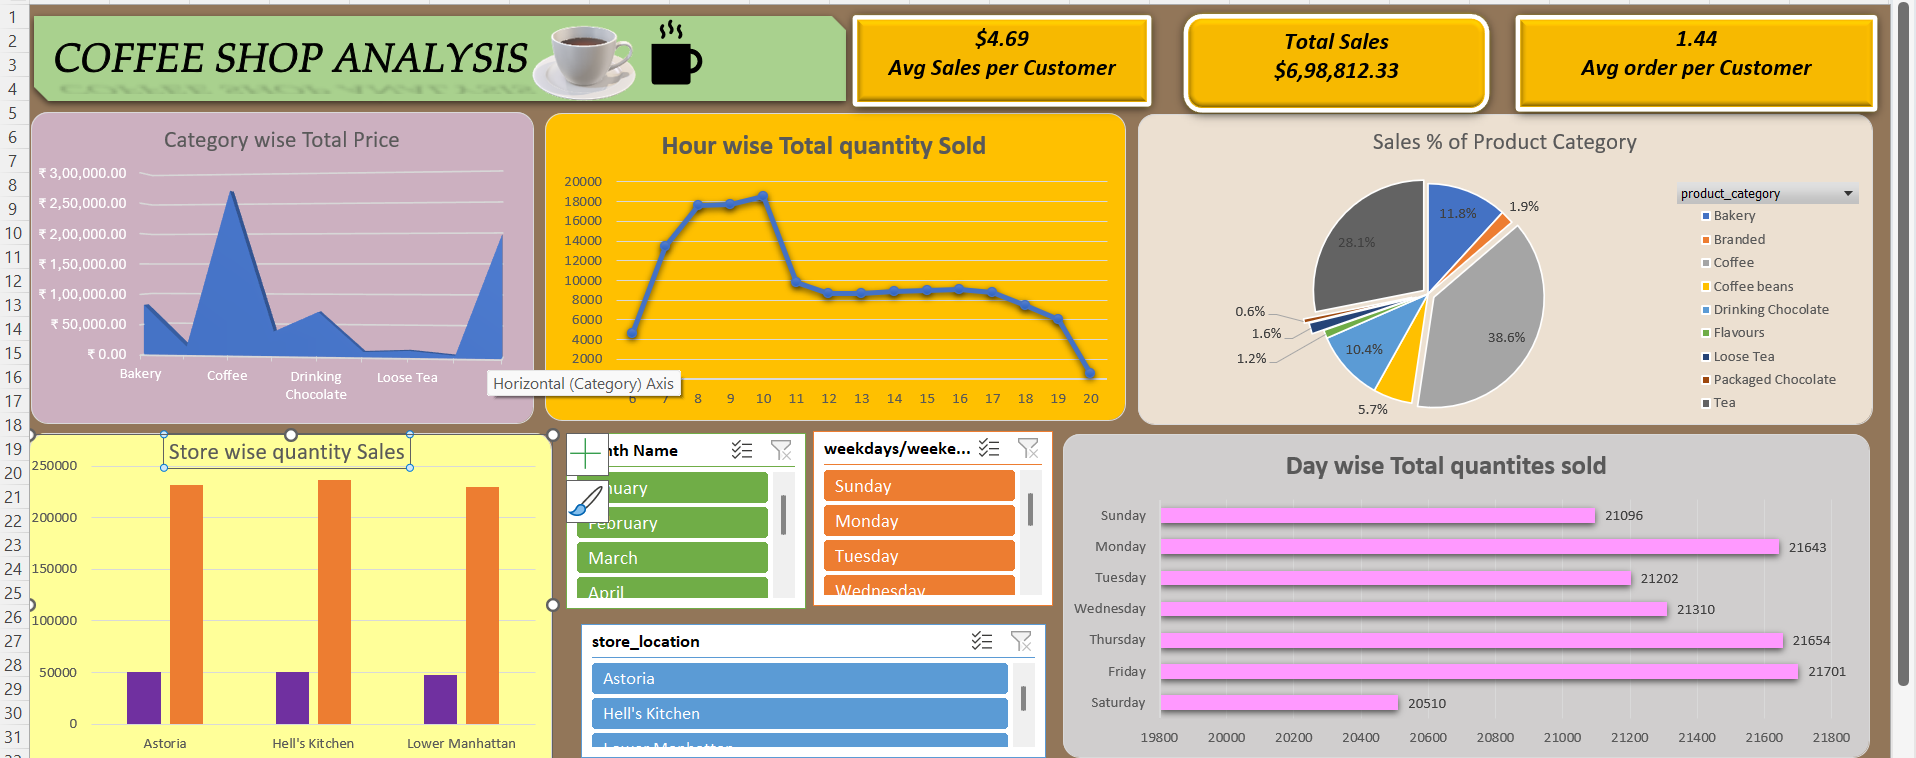 COFFEE SHOP ANALYSIS
$4.69
Avg Sales per Customer
Total Sales
$6,98,812.33
1.44
Avg order per Customer
1
2
3
4
5
6
7
8
9
10
11
12
13
14
15
16
17
18
19
20
21
22
23
24
25
26
27
28
29
30
31
Category wise Total Price
₹ 3,00,000.00
₹ 2,50,000.00
₹ 2,00,000.00
₹ 1,50,000.00
₹ 1,00,000.00
₹ 50,000.00
₹ 0.00
Bakery Coffee Drinking Chocolate Loose Tea
Horizontal (Category) Axis
Hour wise Total quantity Sold
20000
18000
16000
14000
12000
10000
8000
6000
4000
2000
6 7 8 9 10 11 12 13 14 15 16 17 18 19 20
Sales % of Product Category
11.8%
1.9%
28.1%
38.6%
0.6%
1.6%
1.2%
10.4%
5.7%
product_category
Bakery
Branded
Coffee
Coffee beans
Drinking Chocolate
Flavours
Loose Tea
Packaged Chocolate
Tea
Store wise quantity Sales
250000
200000
150000
100000
50000
0
Astoria Hell's Kitchen Lower Manhattan
nth Name
nuary
February
March
April
weekdays/weeke...
Sunday
Monday
Tuesday
Wednesday
store_location
Astoria
Hell's Kitchen
Lower Manhattan
Day wise Total quantites sold
Sunday 21096
Monday 21643
Tuesday 21202
Wednesday 21310
Thursday 21654
Friday 21701
Saturday 20510
19800 20000 20200 20400 20600 20800 21000 21200 21400 21600 21800